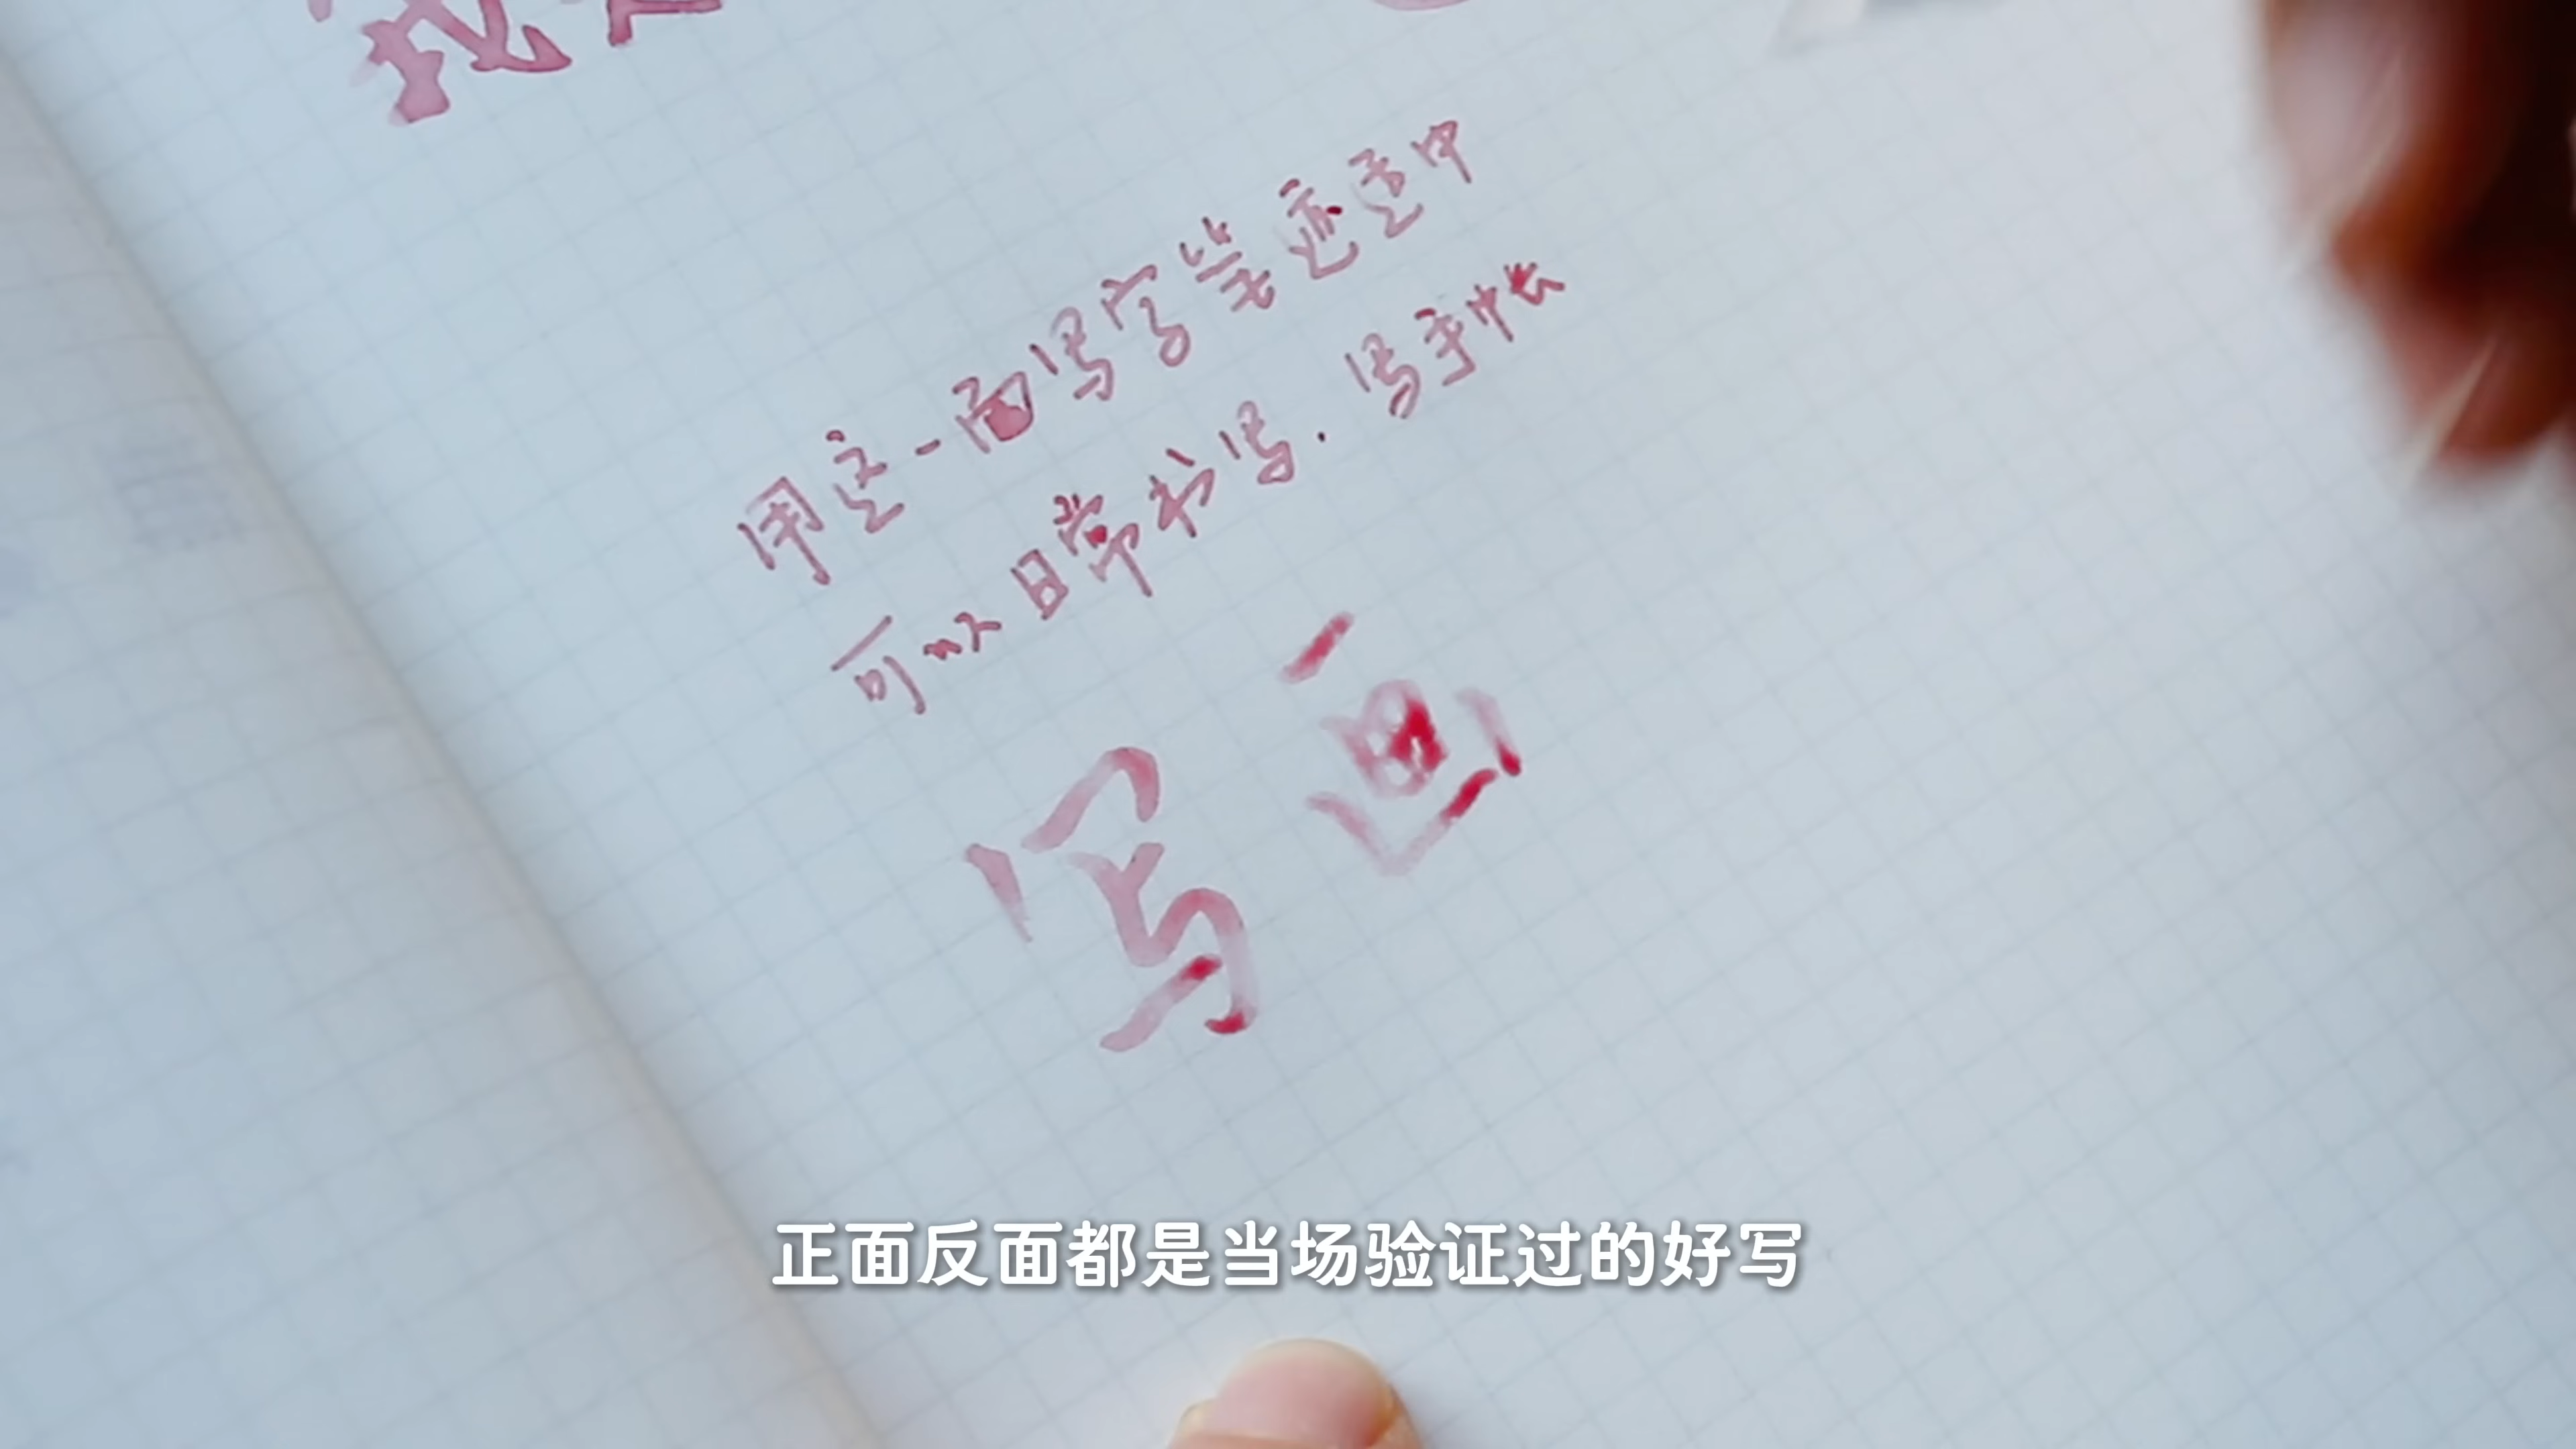 我
用这一面写字笔迹适中
可以日常书写.写手帐
写画
正面反面都是当场验证过的好写